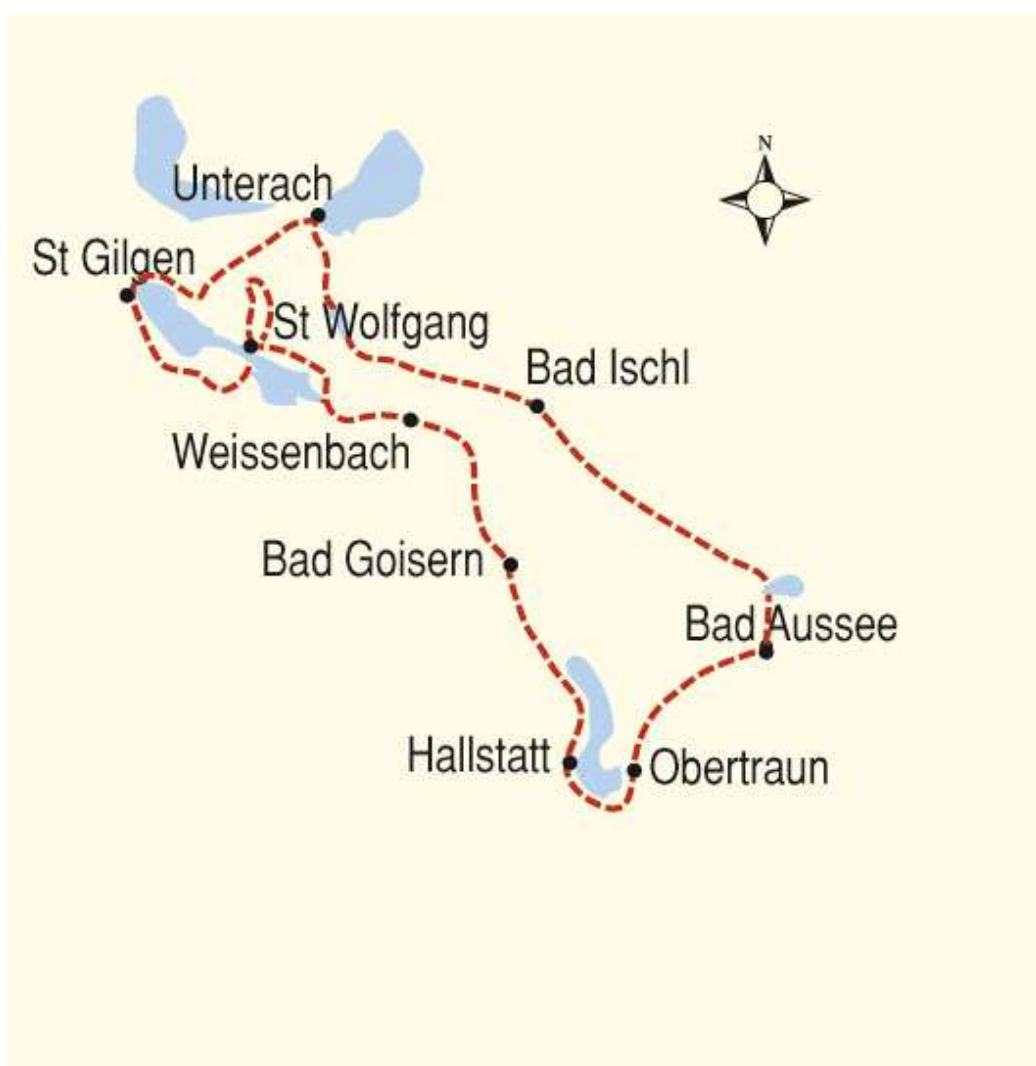 N
Unterach
St Gilgen
St Wolfgang
Bad Ischl
Weissenbach
Bad Goisern
Bad Aussee
Hallstatt
Obertraun